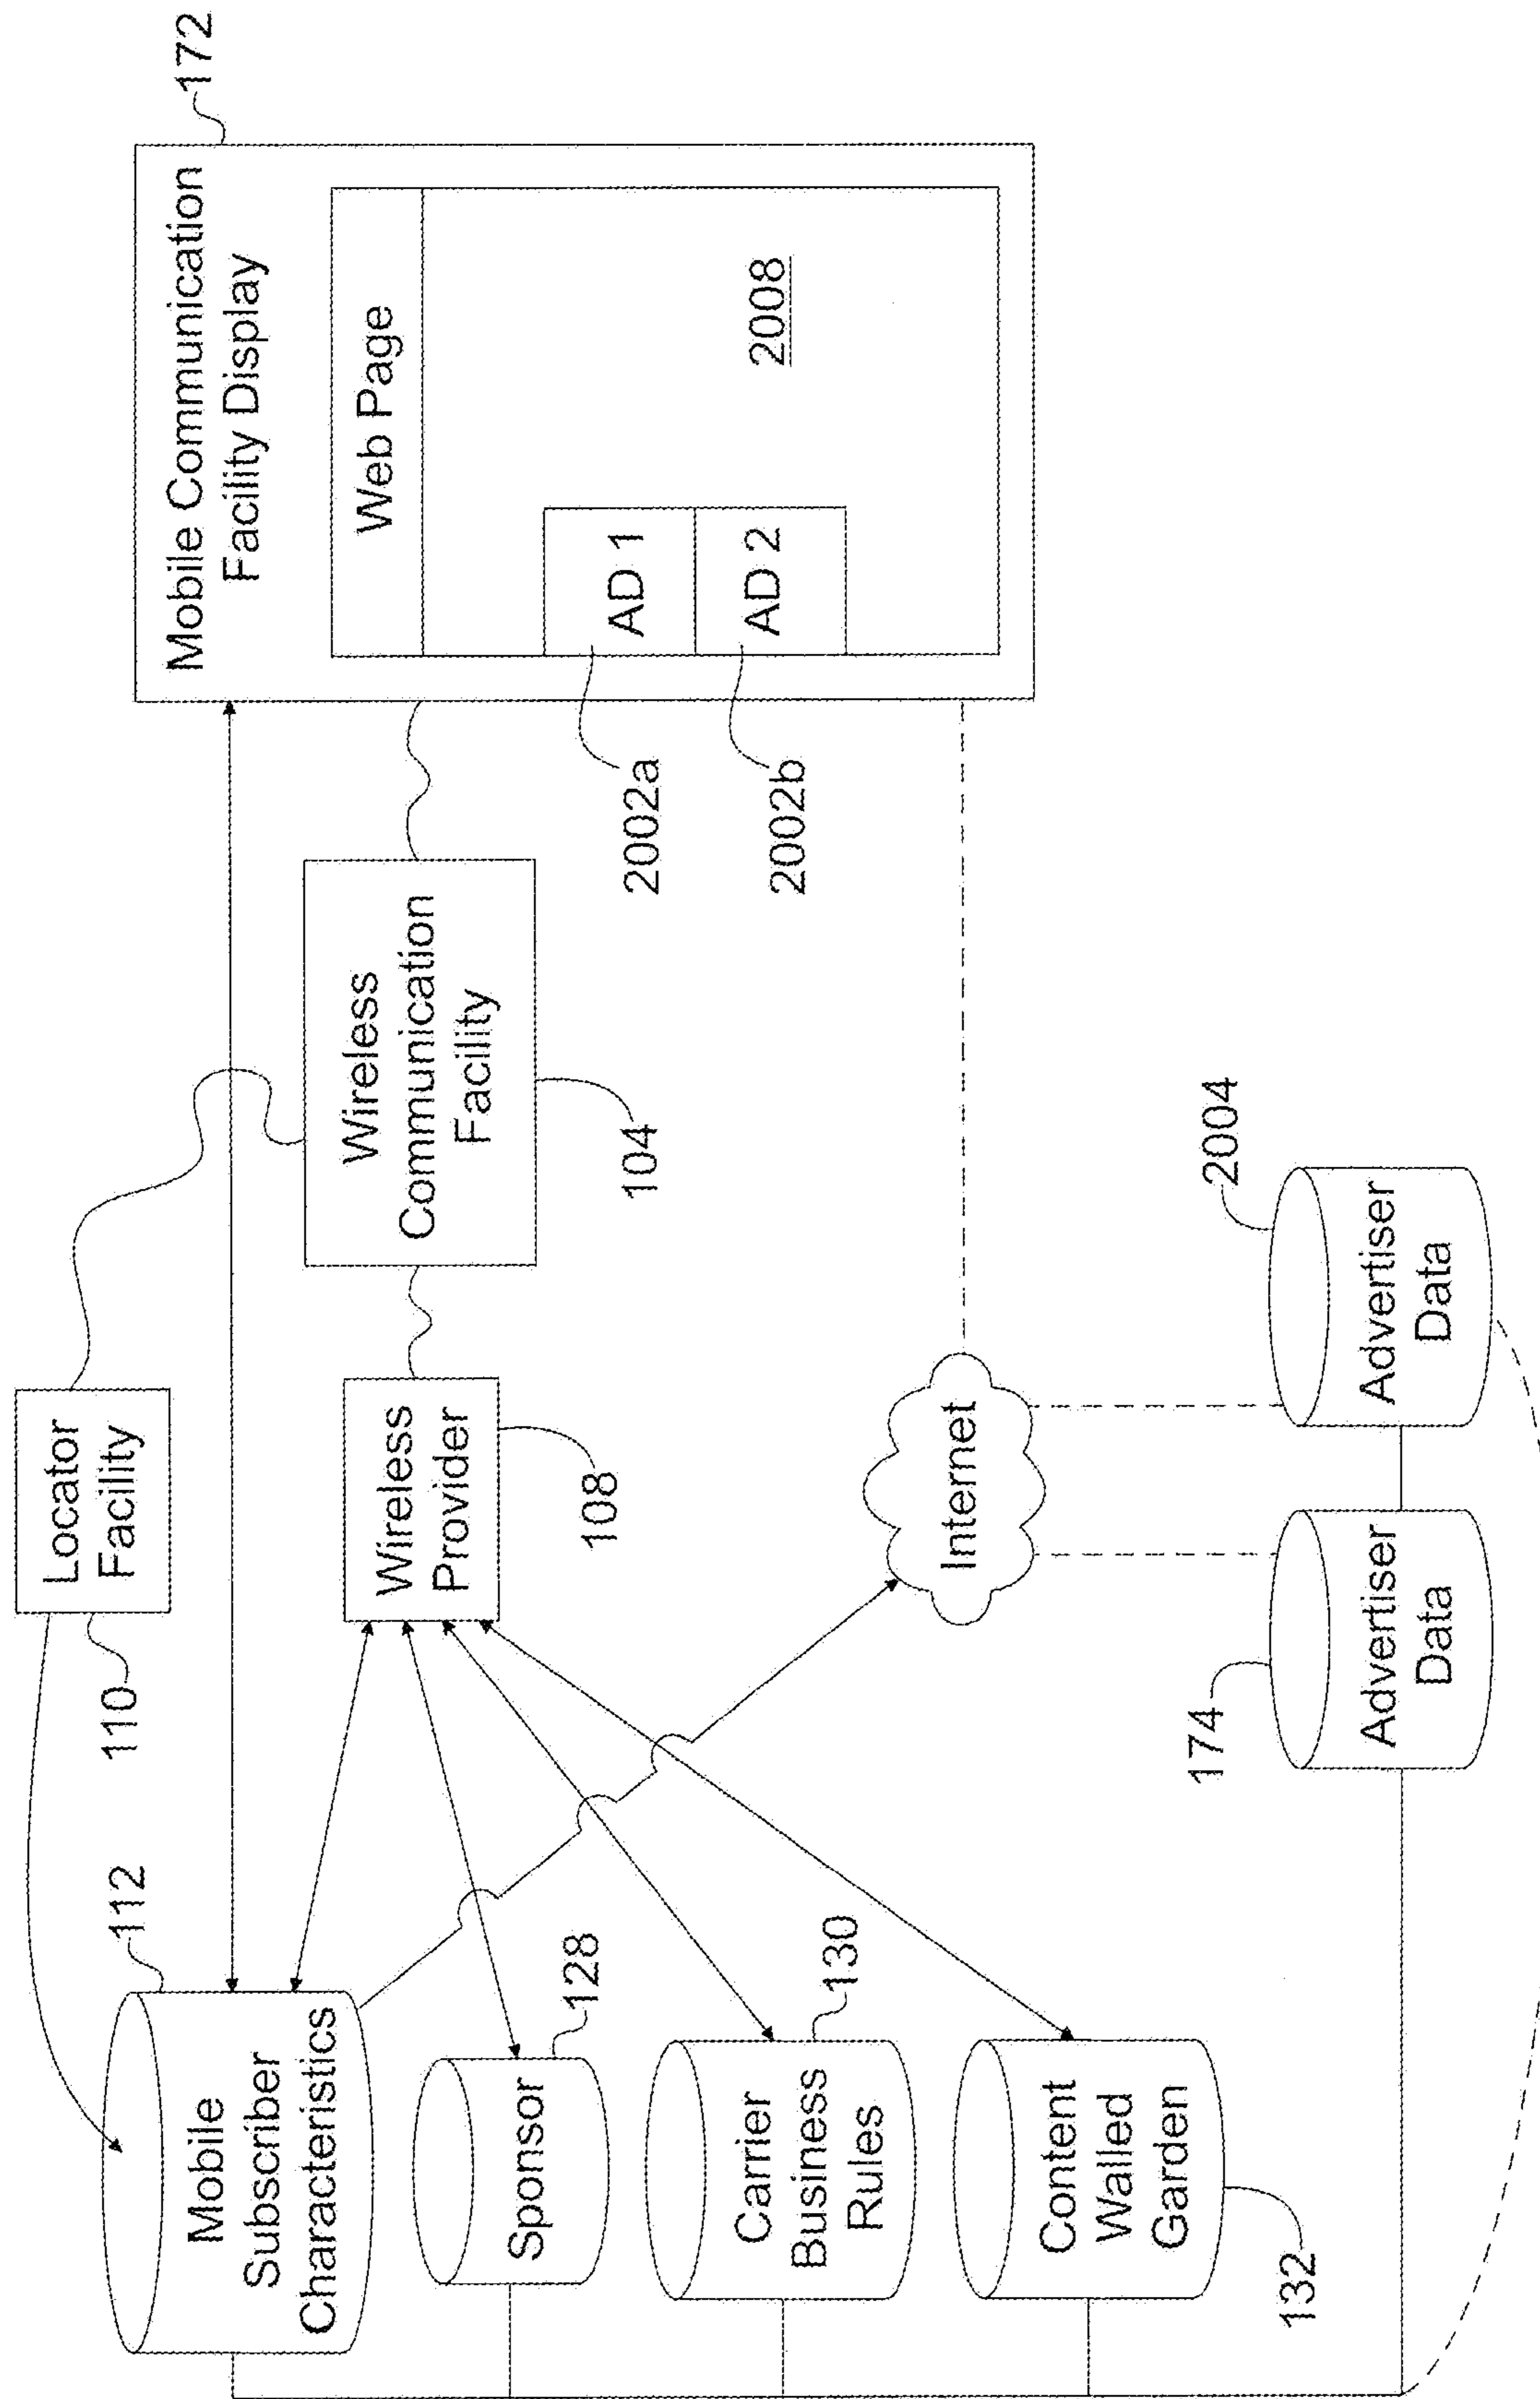 110
Locator
Facility
112
Mobile
Subscriber
Characteristics
Sponsor
128
Carrier
Business
Rules
130
Content
Walled
Garden
132
Wireless
Provider
108
Wireless
Communication
Facility
104
Mobile Communication
Facility Display
172
Web Page
AD 1
AD 2
2008
2002a
2002b
Internet
174
Advertiser
Data
2004
Advertiser
Data